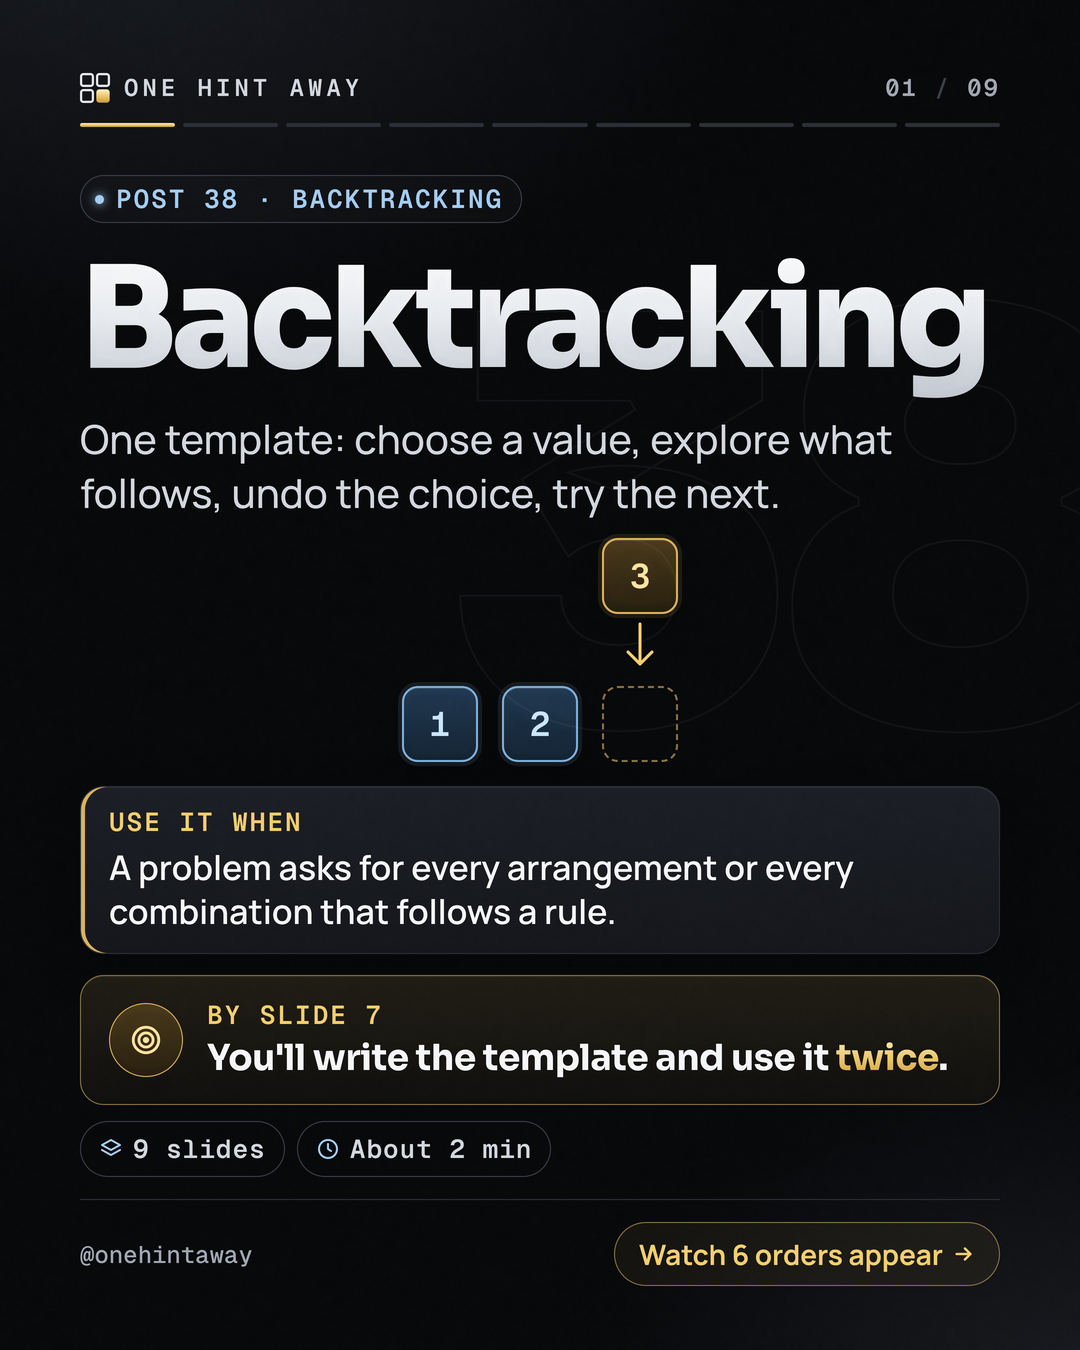 ONE HINT AWAY
01 / 09
POST 38 · BACKTRACKING
Backtracking
One template: choose a value, explore what
follows, undo the choice, try the next.
3
1 2
38
USE IT WHEN
A problem asks for every arrangement or every
combination that follows a rule.
BY SLIDE 7
You'll write the template and use it twice.
9 slides
About 2 min
@onehintaway
Watch 6 orders appear →